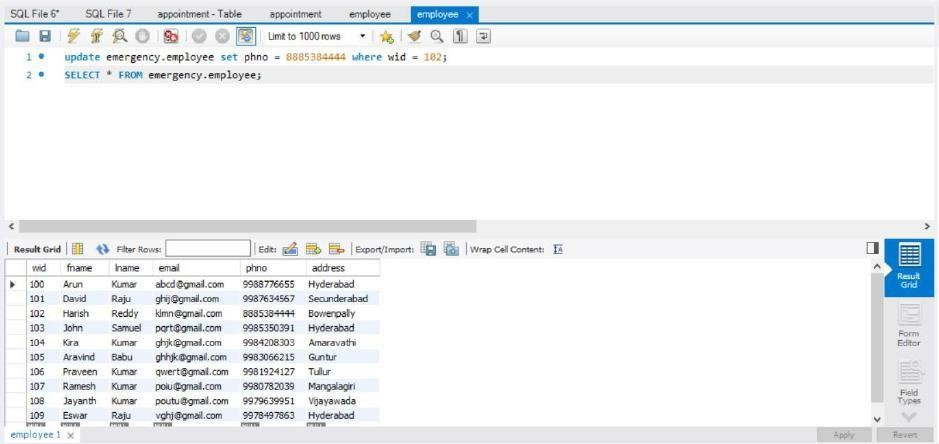 SQL File 6* SQL File 7 appointment - Table appointment employee employee x
Limit to 1000 rows
1 update emergency.employee set phno = 8885384444 where wid = 102;
2 SELECT * FROM emergency.employee;
Result Grid Filter Rows: Edit: Export/Import: Wrap Cell Content:
wid fname lname email phno address
100 Arun Kumar abcd@gmail.com 9988776655 Hyderabad
101 David Raju ghij@gmail.com 9987634567 Secunderabad
102 Harish Reddy klmn@gmail.com 8885384444 Bowenpally
103 John Samuel pqrt@gmail.com 9985350391 Hyderabad
104 Kira Kumar ghjk@gmail.com 9984208303 Amaravathi
105 Aravind Babu ghhjk@gmail.com 9983066215 Guntur
106 Praveen Kumar qwert@gmail.com 9981924127 Tullur
107 Ramesh Kumar poiu@gmail.com 9980782039 Mangalagiri
108 Jayanth Kumar poutu@gmail.com 9979639951 Vijayawada
109 Eswar Raju vghj@gmail.com 9978497863 Hyderabad
Result
Grid
Form
Editor
Field
Types
employee 1 x Apply Revert